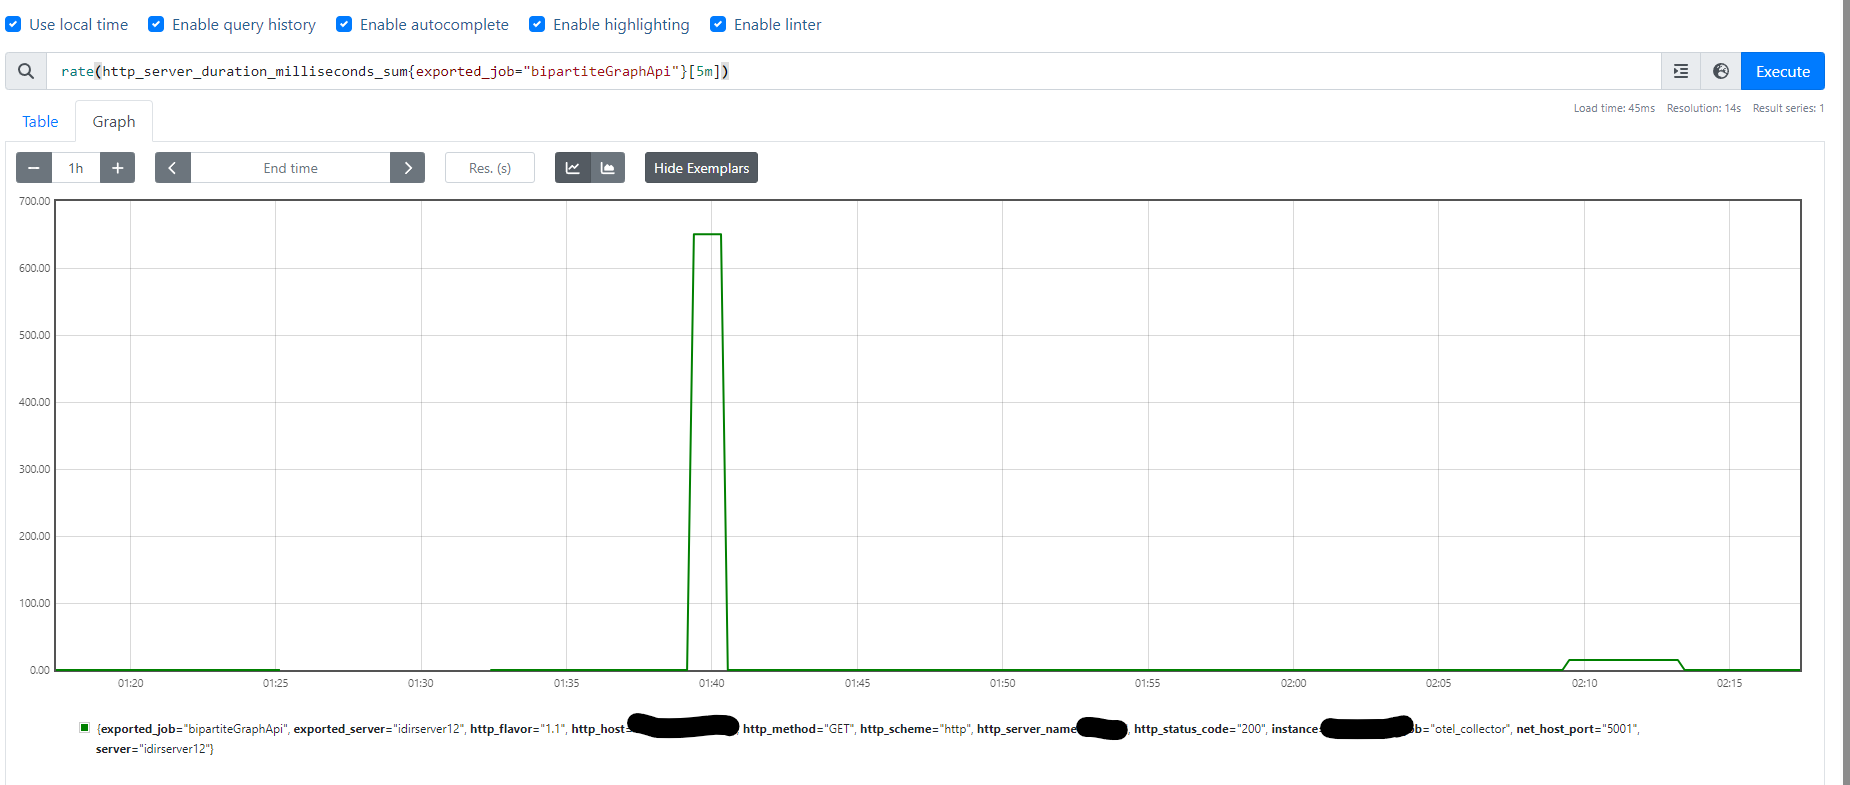 Use local time Enable query history Enable autocomplete Enable highlighting Enable linter
rate(http_server_duration_milliseconds_sum{exported_job="bipartiteGraphApi"}[5m]) Execute
Load time: 45ms Resolution: 14s Result series: 1
Table Graph
− 1h + < End time > Res. (s) Hide Exemplars
700.00
600.00
500.00
400.00
300.00
200.00
100.00
0.00
01:20 01:25 01:30 01:35 01:40 01:45 01:50 01:55 02:00 02:05 02:10 02:15
{exported_job="bipartiteGraphApi", exported_server="idirserver12", http_flavor="1.1", http_host= , http_method="GET", http_scheme="http", http_server_name , http_status_code="200", instance ob="otel_collector", net_host_port="5001",
server="idirserver12"}